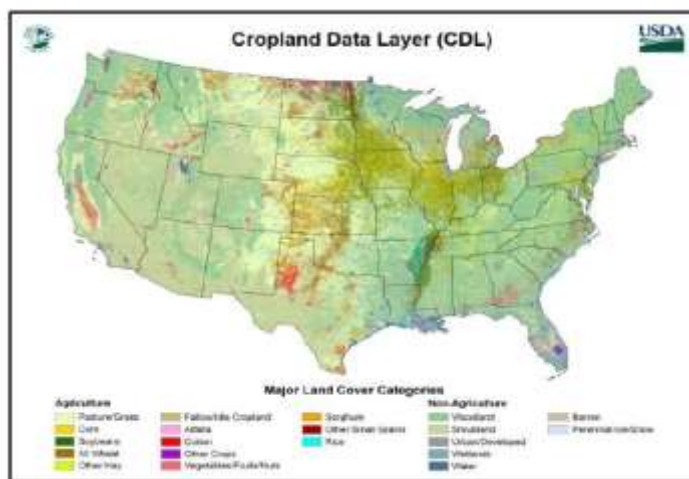 Cropland Data Layer (CDL)
USDA
Major Land Cover Categories
Agriculture
Pasture/Grass
Corn
Soybeans
All Wheat
Other Hay
Fallow/Idle Cropland
Alfalfa
Cotton
Other Crops
Vegetables/Fruits/Nuts
Sorghum
Other Small Grains
Rice
Non-Agriculture
Woodland
Shrubland
Urban/Developed
Wetlands
Water
Barren
Perennial Ice/Snow